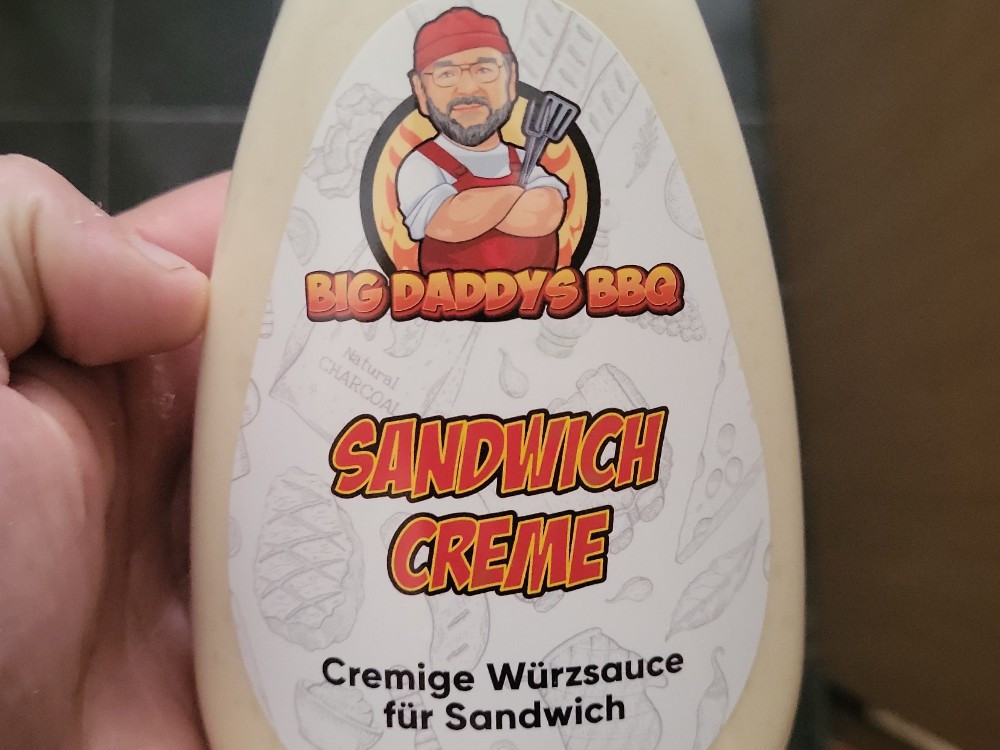 BIG DADDYS BBQ
Natural
CHARCOAL
SANDWICH
CREME
Cremige Würzsauce
für Sandwich